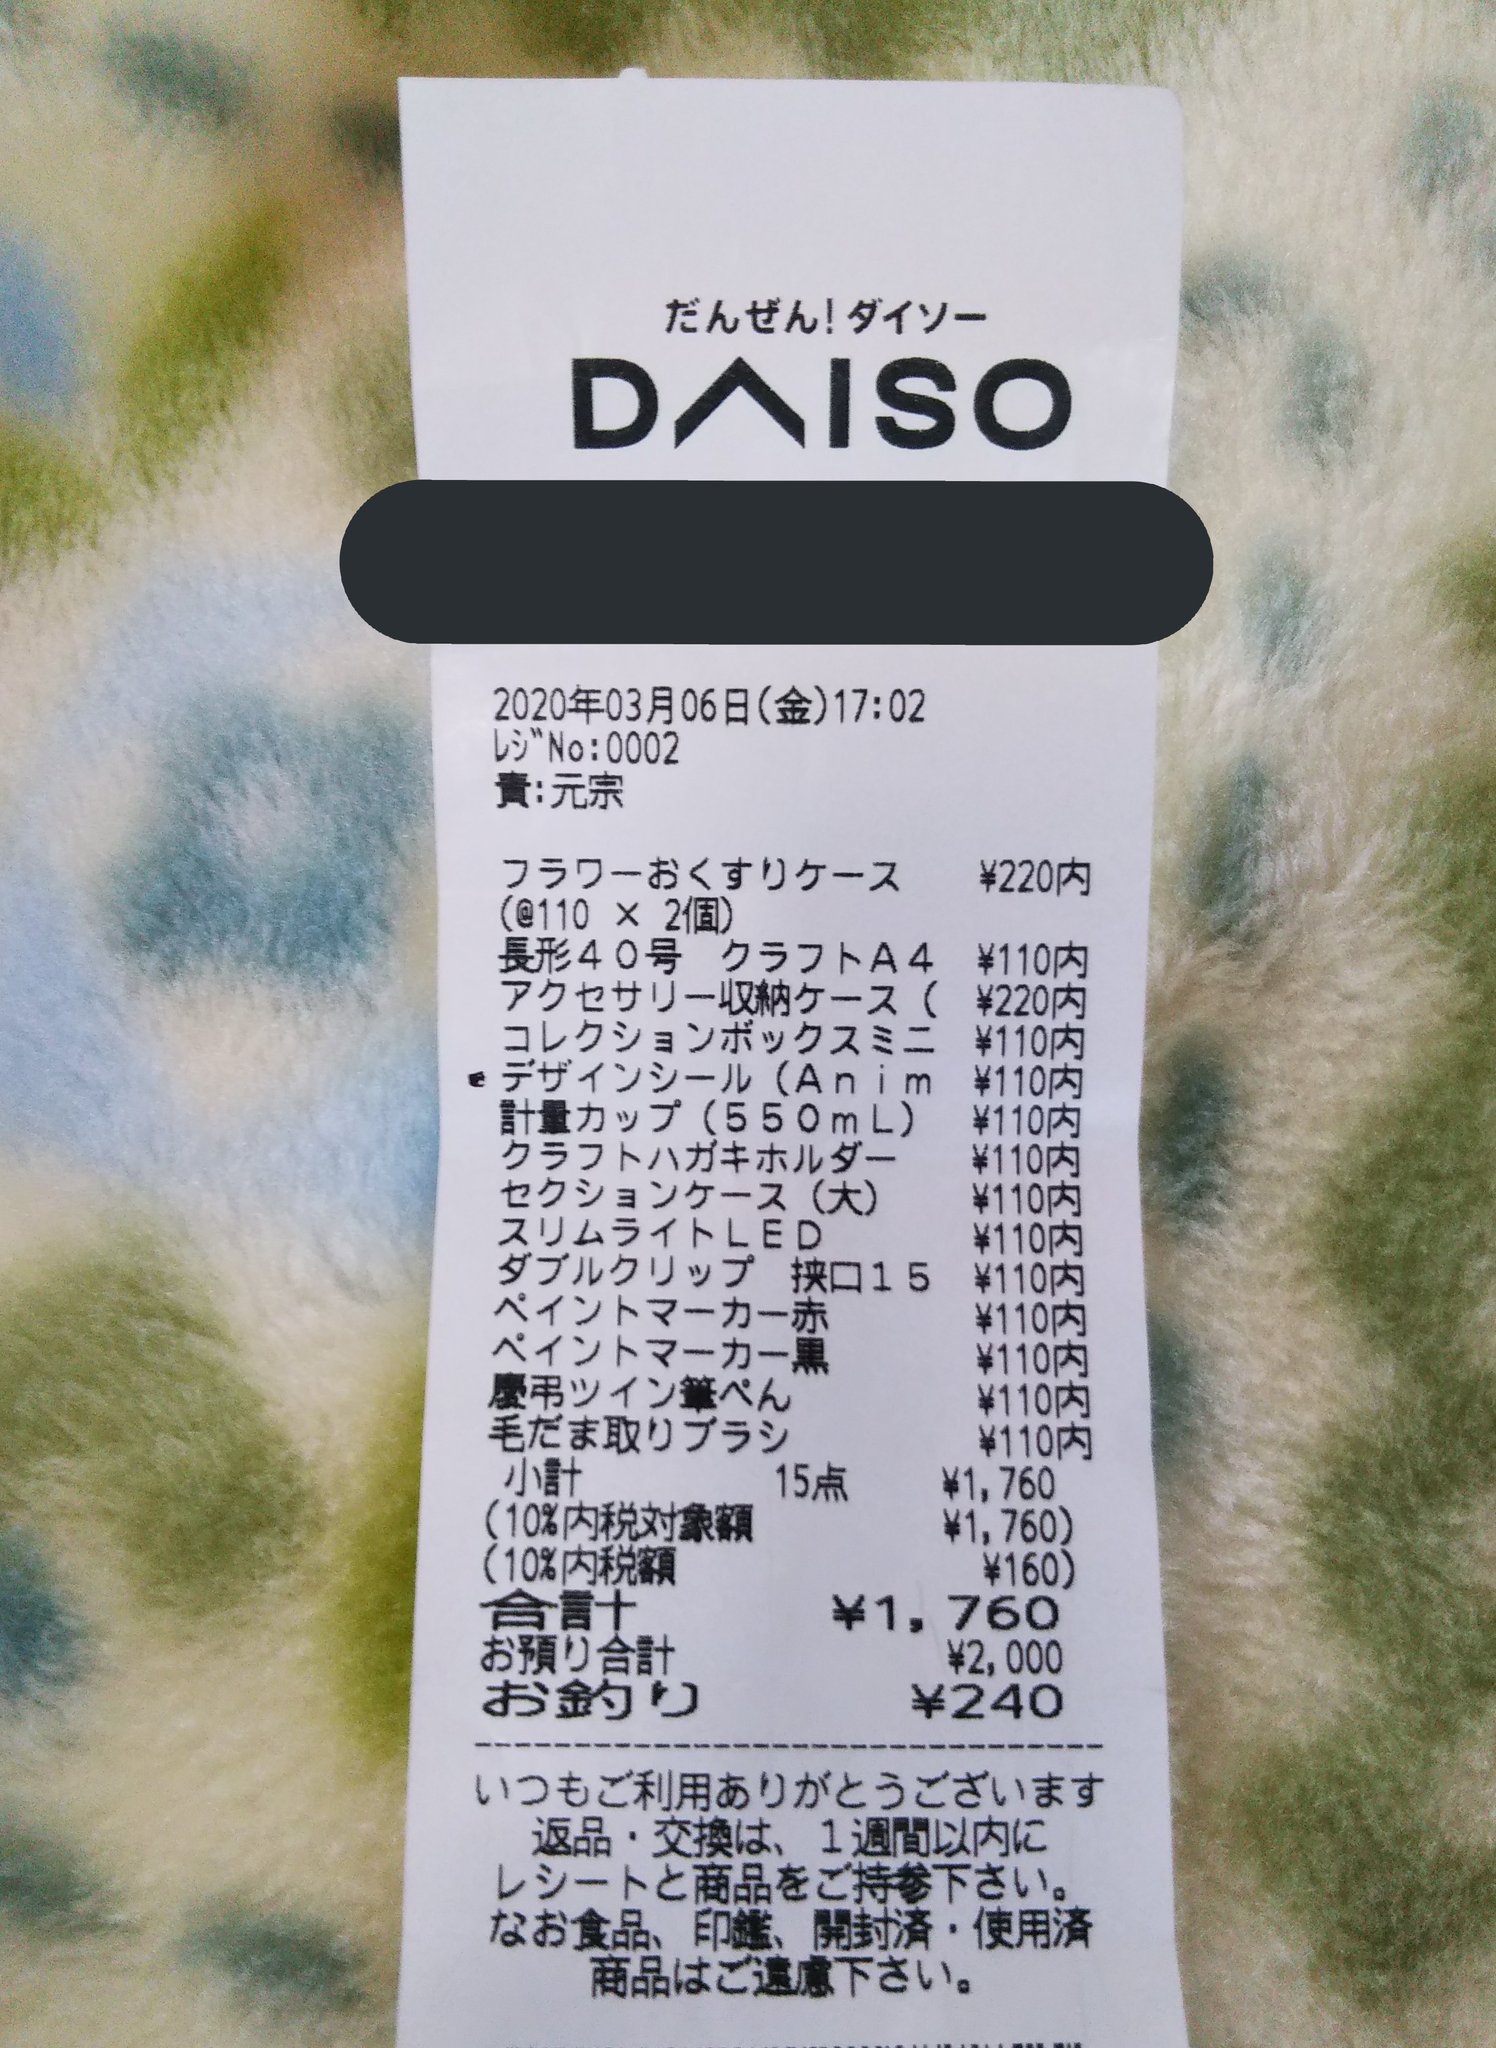 だんぜん!ダイソー
DAISO
2020年03月06日(金)17:02
ﾚｼﾞNo:0002
責:元宗
フラワーおくすりケース ¥220内
(@110 × 2個)
長形40号 クラフトA4 ¥110内
アクセサリー収納ケース( ¥220内
コレクションボックスミニ ¥110内
デザインシール(Anim ¥110内
計量カップ(550mL) ¥110内
クラフトハガキホルダー ¥110内
セクションケース(大) ¥110内
スリムライトLED ¥110内
ダブルクリップ 挟口15 ¥110内
ペイントマーカー赤 ¥110内
ペイントマーカー黒 ¥110内
慶弔ツイン筆ぺん ¥110内
毛だま取りブラシ ¥110内
小計 15点 ¥1,760
(10%内税対象額 ¥1,760)
(10%内税額 ¥160)
合計 ¥1,760
お預り合計 ¥2,000
お釣り ¥240
--------------------------------
いつもご利用ありがとうございます
返品・交換は、1週間以内に
レシートと商品をご持参下さい。
なお食品、印鑑、開封済・使用済
商品はご遠慮下さい。